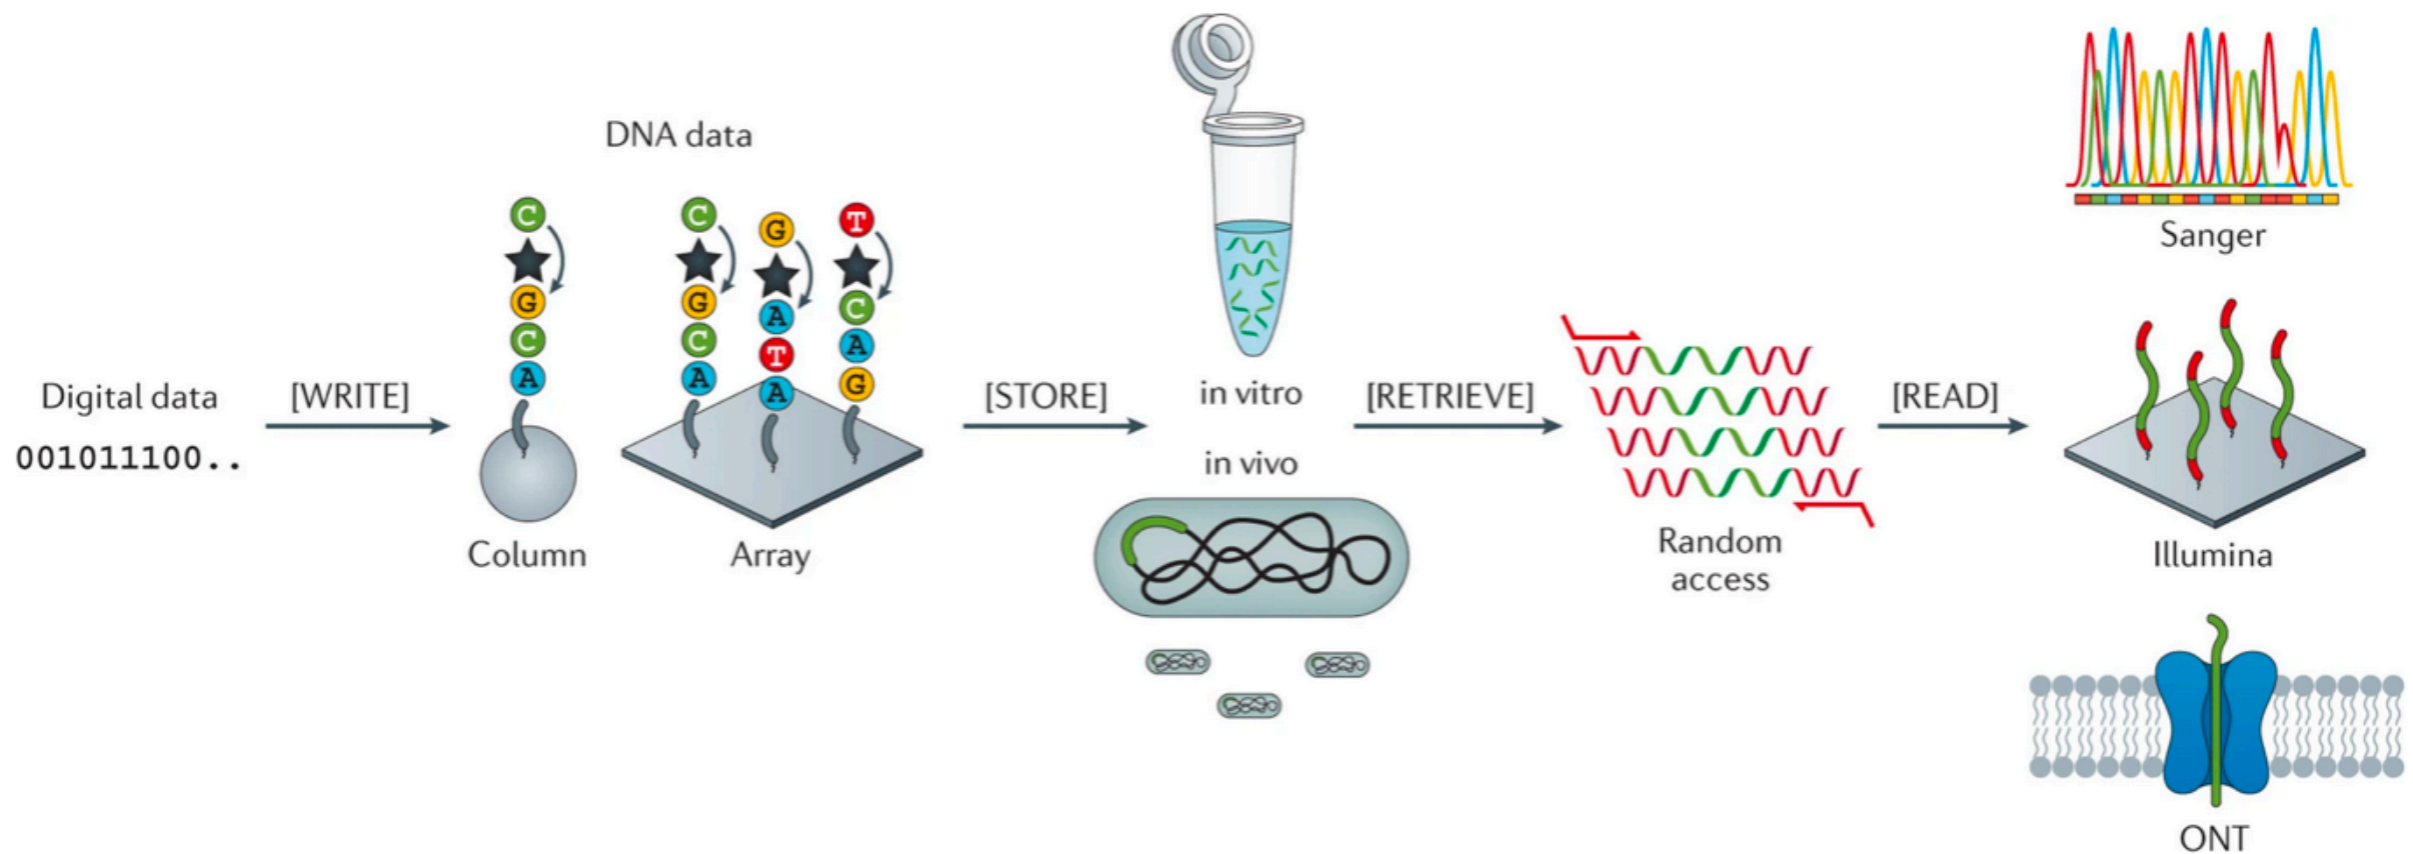 Digital data
001011100..
[WRITE]
DNA data
C
G
C
A
Column
C
G
C
A
G
A
T
A
T
C
A
G
Array
[STORE]
in vitro
in vivo
[RETRIEVE]
Random
access
[READ]
Sanger
Illumina
ONT